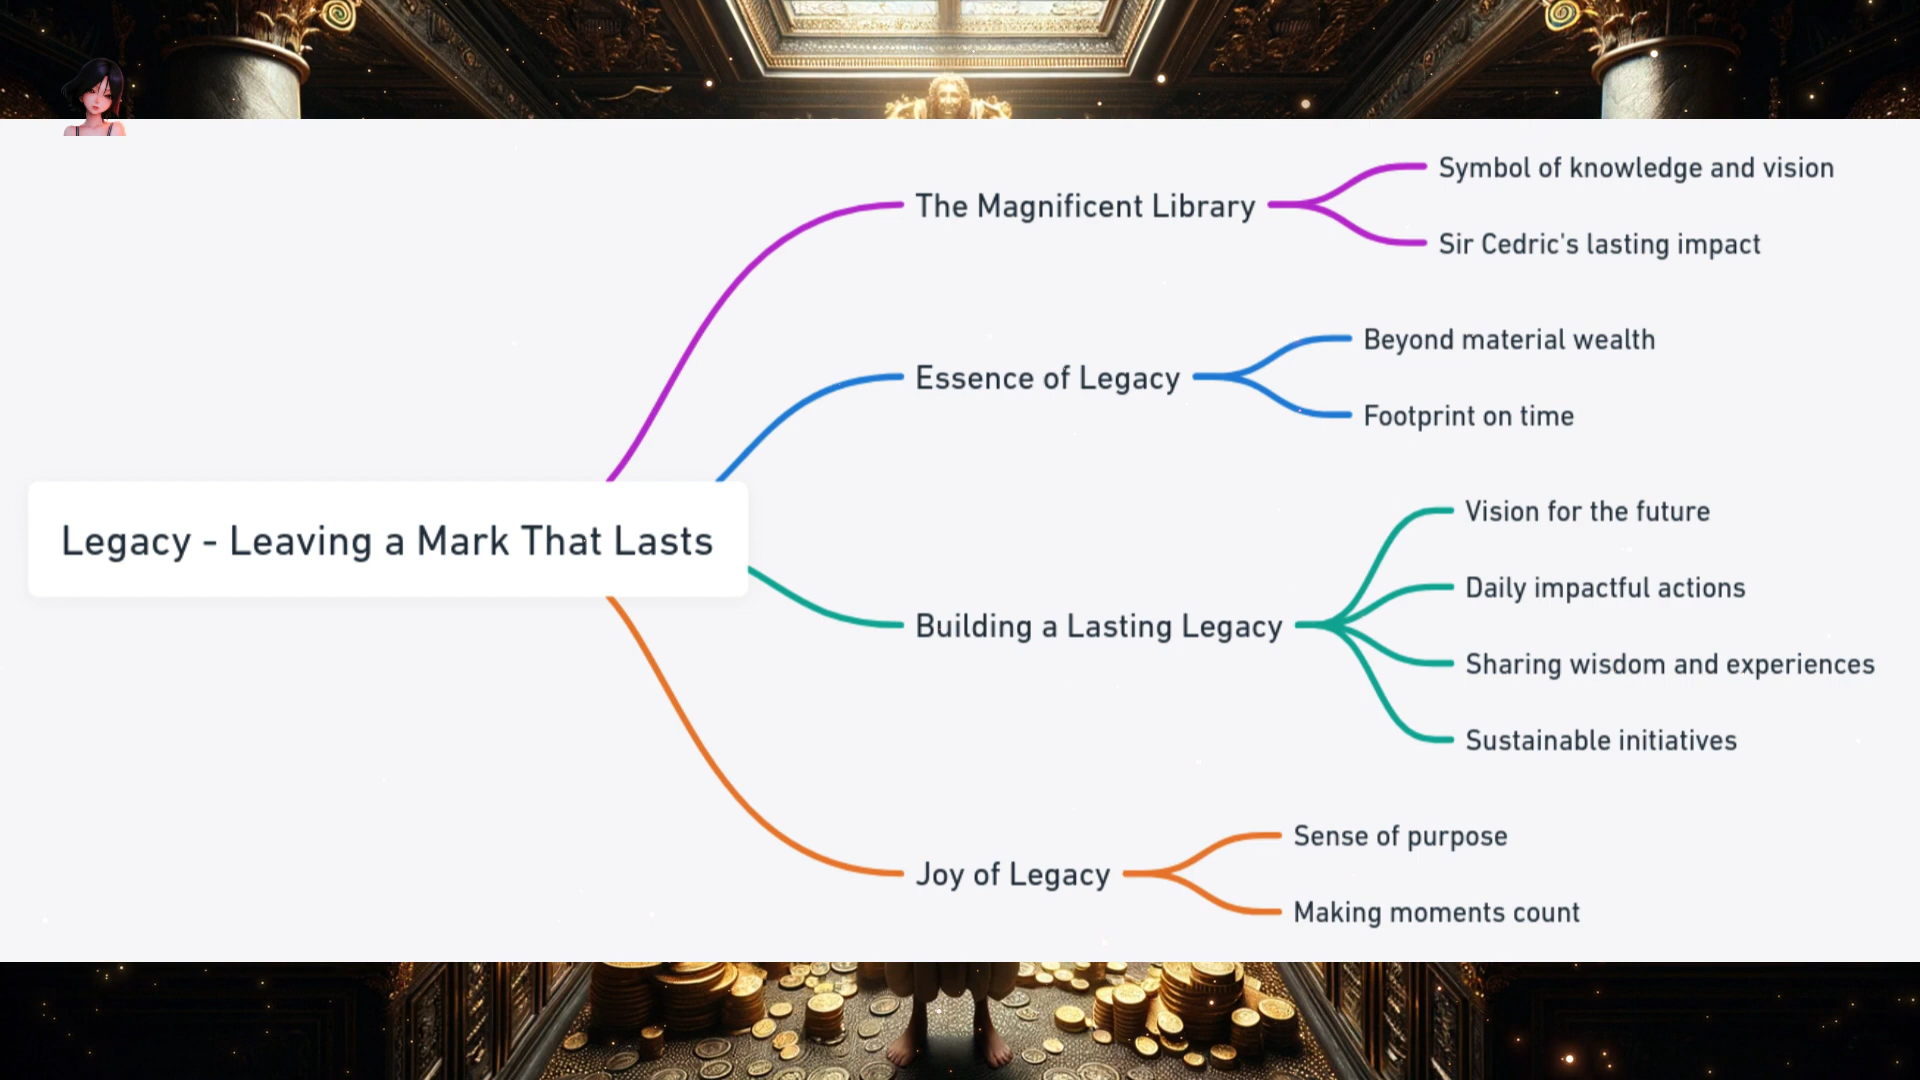 Legacy - Leaving a Mark That Lasts
The Magnificent Library
Symbol of knowledge and vision
Sir Cedric's lasting impact
Essence of Legacy
Beyond material wealth
Footprint on time
Building a Lasting Legacy
Vision for the future
Daily impactful actions
Sharing wisdom and experiences
Sustainable initiatives
Joy of Legacy
Sense of purpose
Making moments count